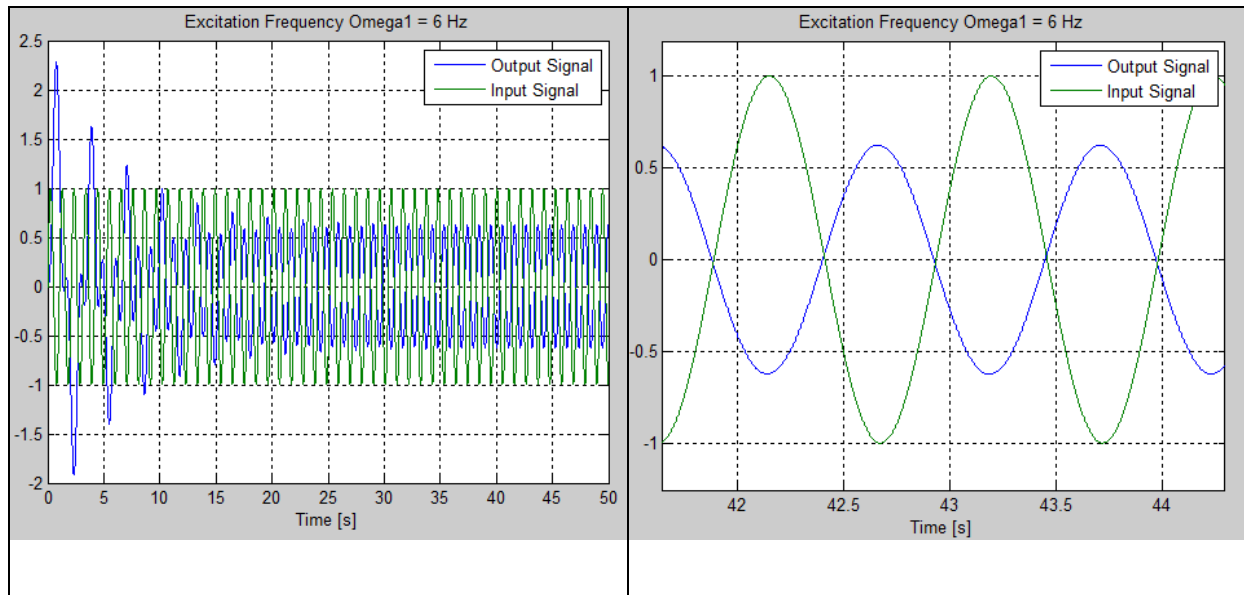 Excitation Frequency Omega1 = 6 Hz
2.5
2
1.5
1
0.5
0
-0.5
-1
-1.5
-2
Output Signal
Input Signal
0 5 10 15 20 25 30 35 40 45 50
Time [s]
Excitation Frequency Omega1 = 6 Hz
1
0.5
0
-0.5
-1
Output Signal
Input Signal
42 42.5 43 43.5 44
Time [s]